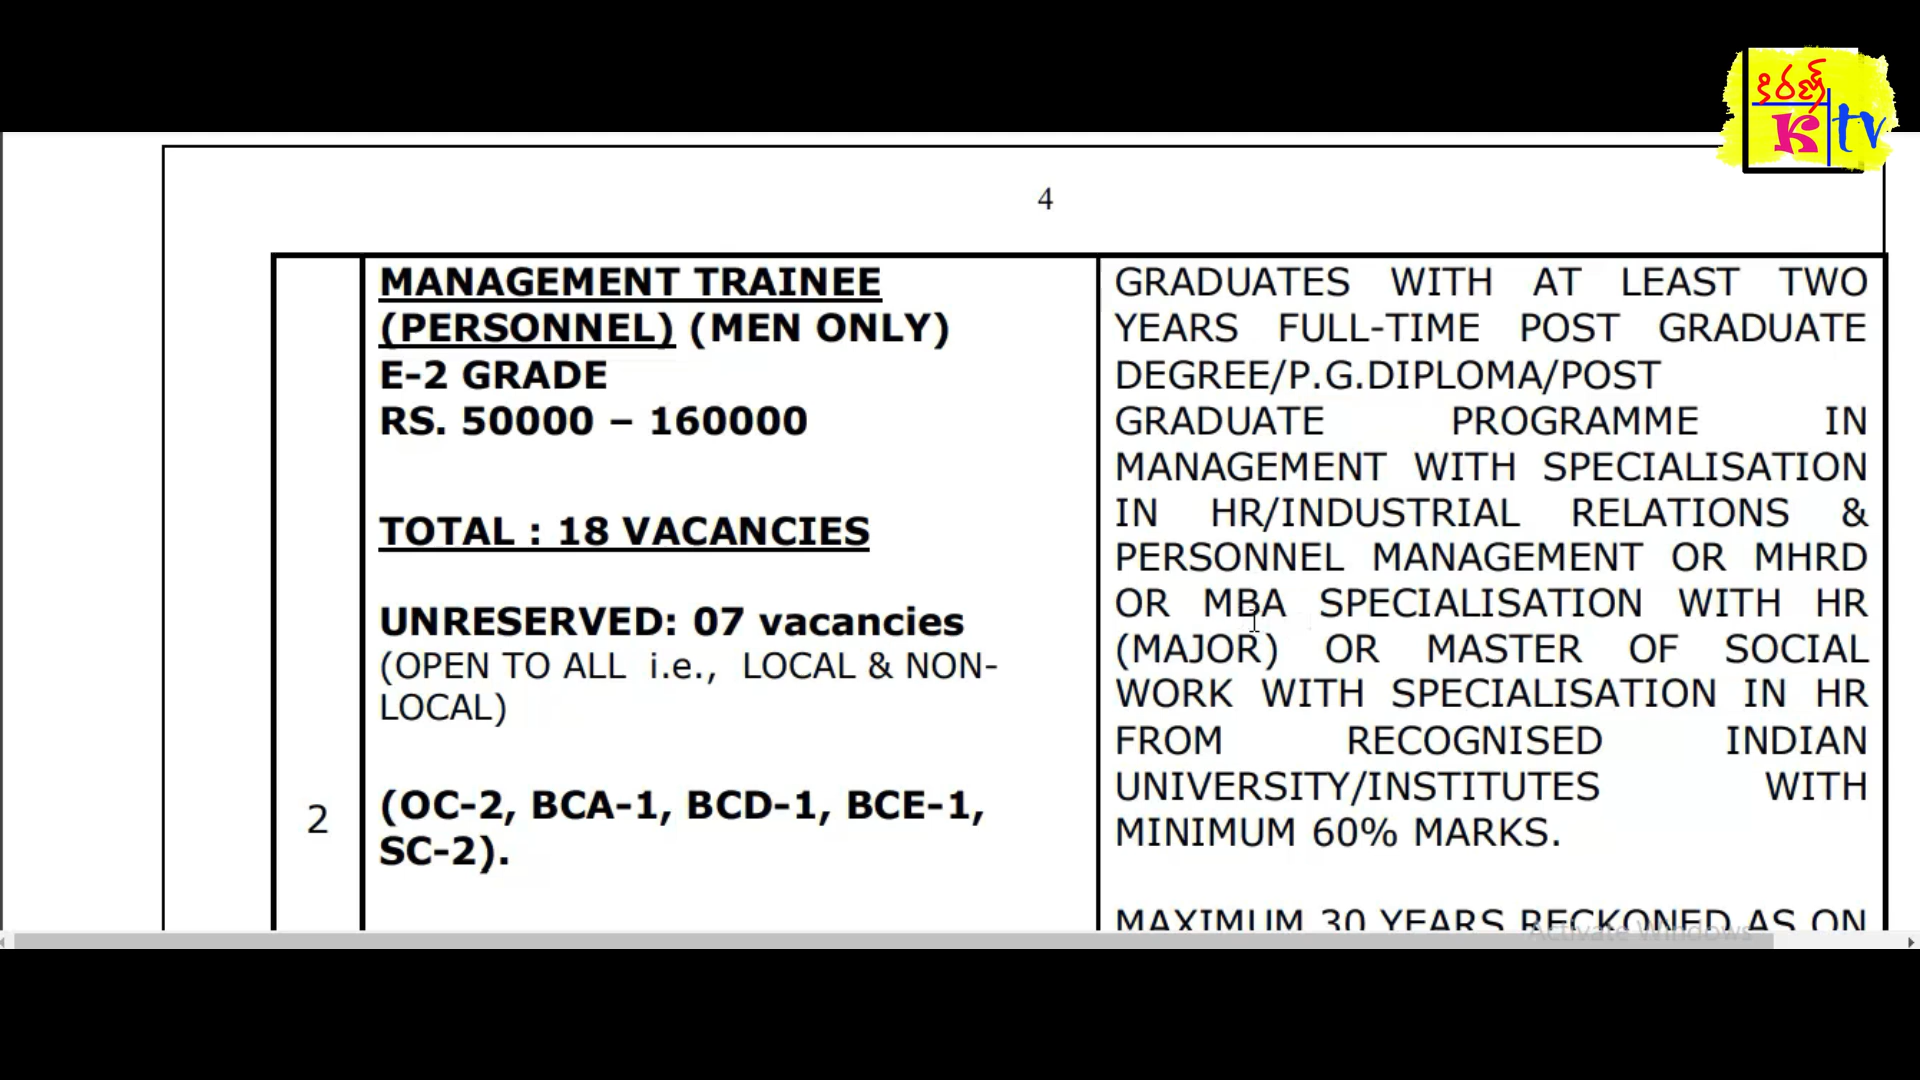 కిరణ్
K tv
4
MANAGEMENT TRAINEE
(PERSONNEL) (MEN ONLY)
E-2 GRADE
RS. 50000 – 160000
TOTAL : 18 VACANCIES
UNRESERVED: 07 vacancies
(OPEN TO ALL i.e., LOCAL & NON-
LOCAL)
2
(OC-2, BCA-1, BCD-1, BCE-1,
SC-2).
GRADUATES WITH AT LEAST TWO
YEARS FULL-TIME POST GRADUATE
DEGREE/P.G.DIPLOMA/POST
GRADUATE PROGRAMME IN
MANAGEMENT WITH SPECIALISATION
IN HR/INDUSTRIAL RELATIONS &
PERSONNEL MANAGEMENT OR MHRD
OR MBA SPECIALISATION WITH HR
(MAJOR) OR MASTER OF SOCIAL
WORK WITH SPECIALISATION IN HR
FROM RECOGNISED INDIAN
UNIVERSITY/INSTITUTES WITH
MINIMUM 60% MARKS.
MAXIMUM 30 YEARS RECKONED AS ON
Activate Windows